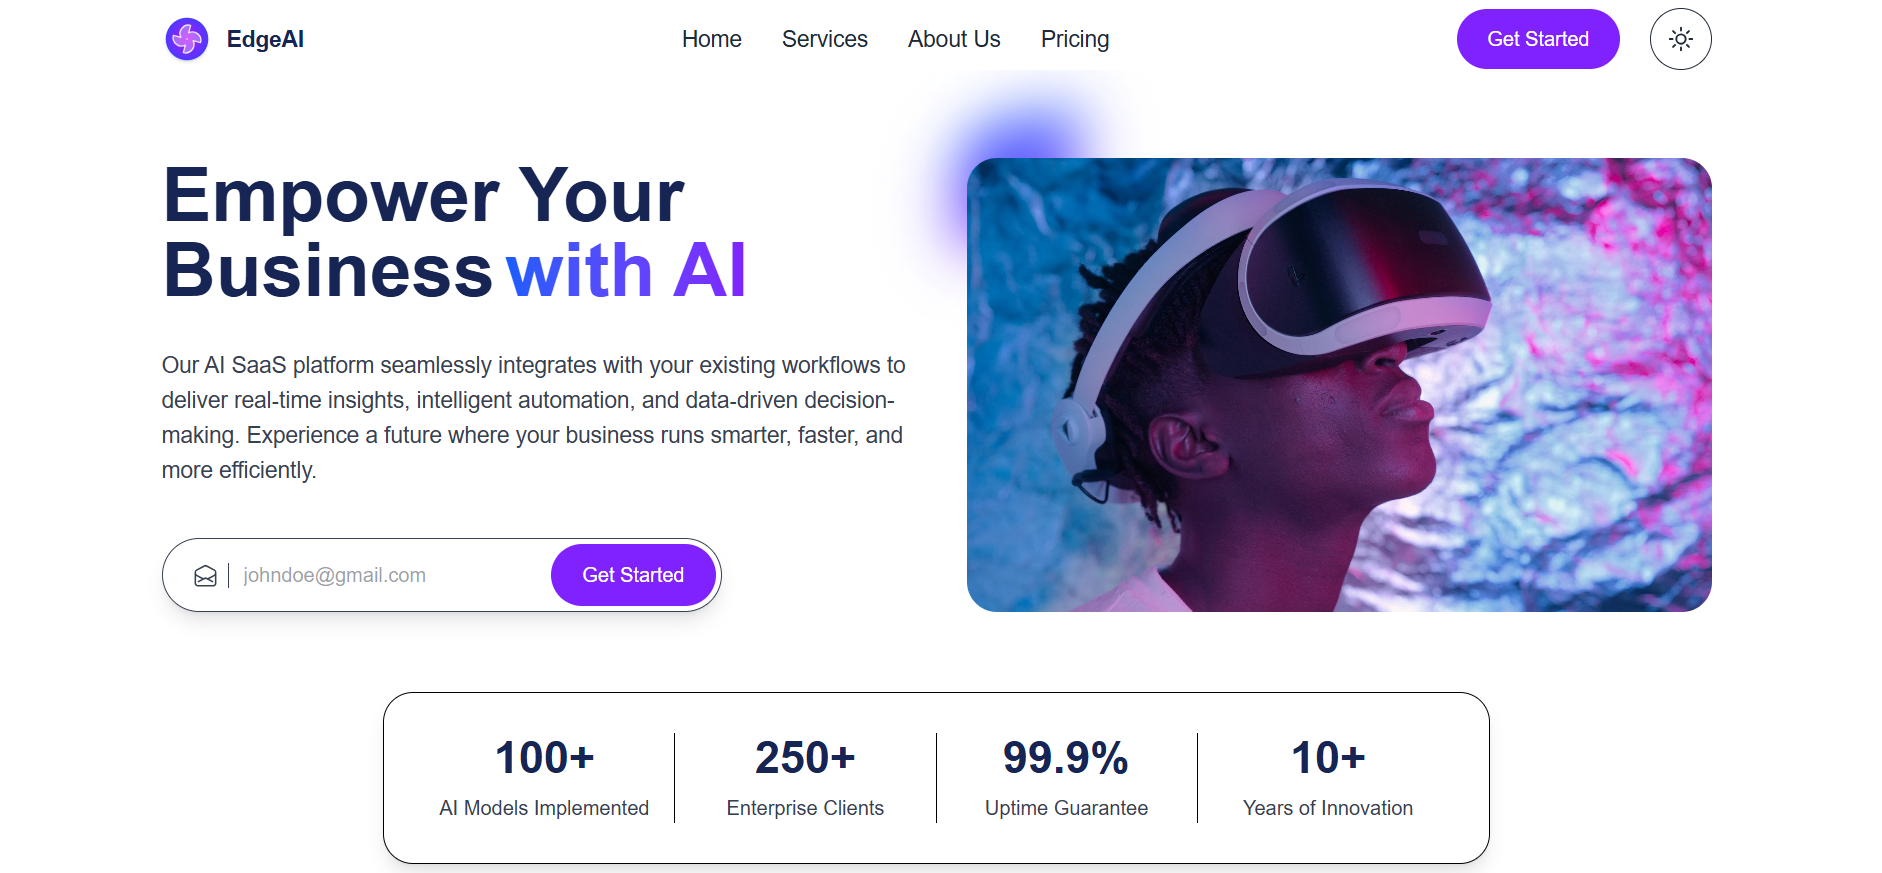 EdgeAI
Home
Services
About Us
Pricing
Get Started
Empower Your
Business with AI
Our AI SaaS platform seamlessly integrates with your existing workflows to
deliver real-time insights, intelligent automation, and data-driven decision-
making. Experience a future where your business runs smarter, faster, and
more efficiently.
johndoe@gmail.com
Get Started
100+
AI Models Implemented
250+
Enterprise Clients
99.9%
Uptime Guarantee
10+
Years of Innovation